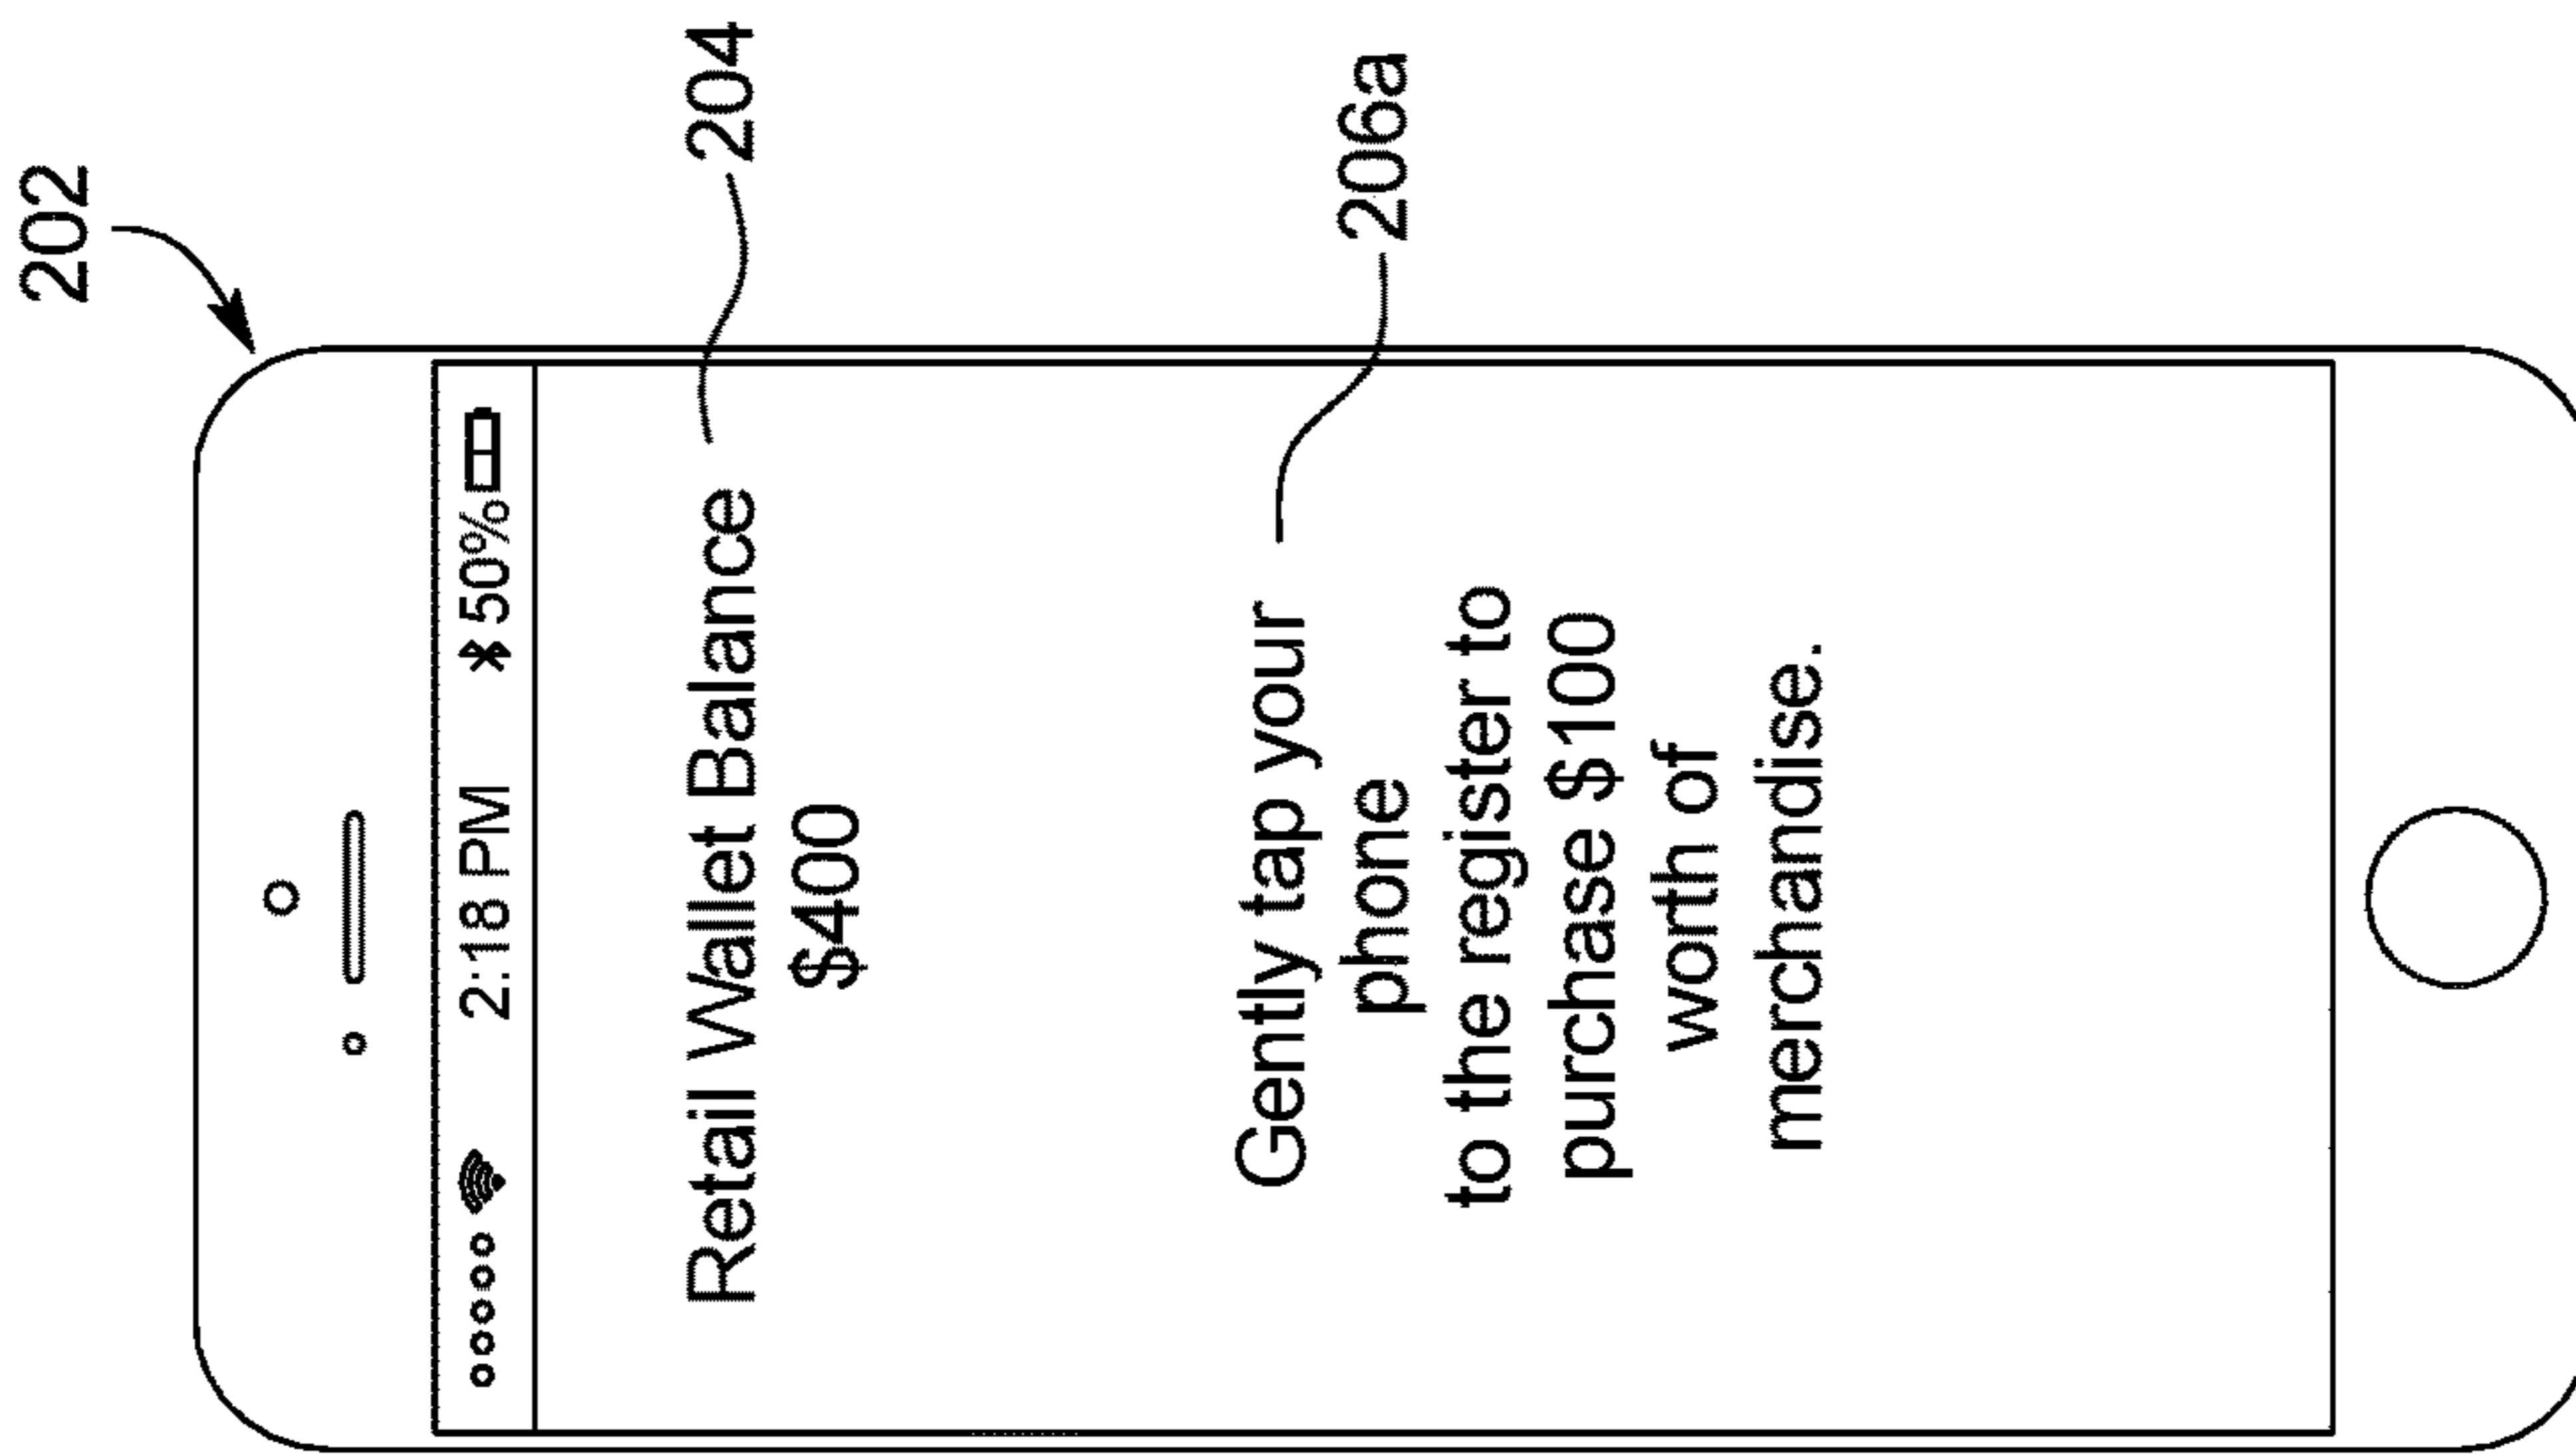 202
2:18 PM 50%
Retail Wallet Balance
204
$400
Gently tap your
206a
phone
to the register to
purchase $100
worth of
merchandise.